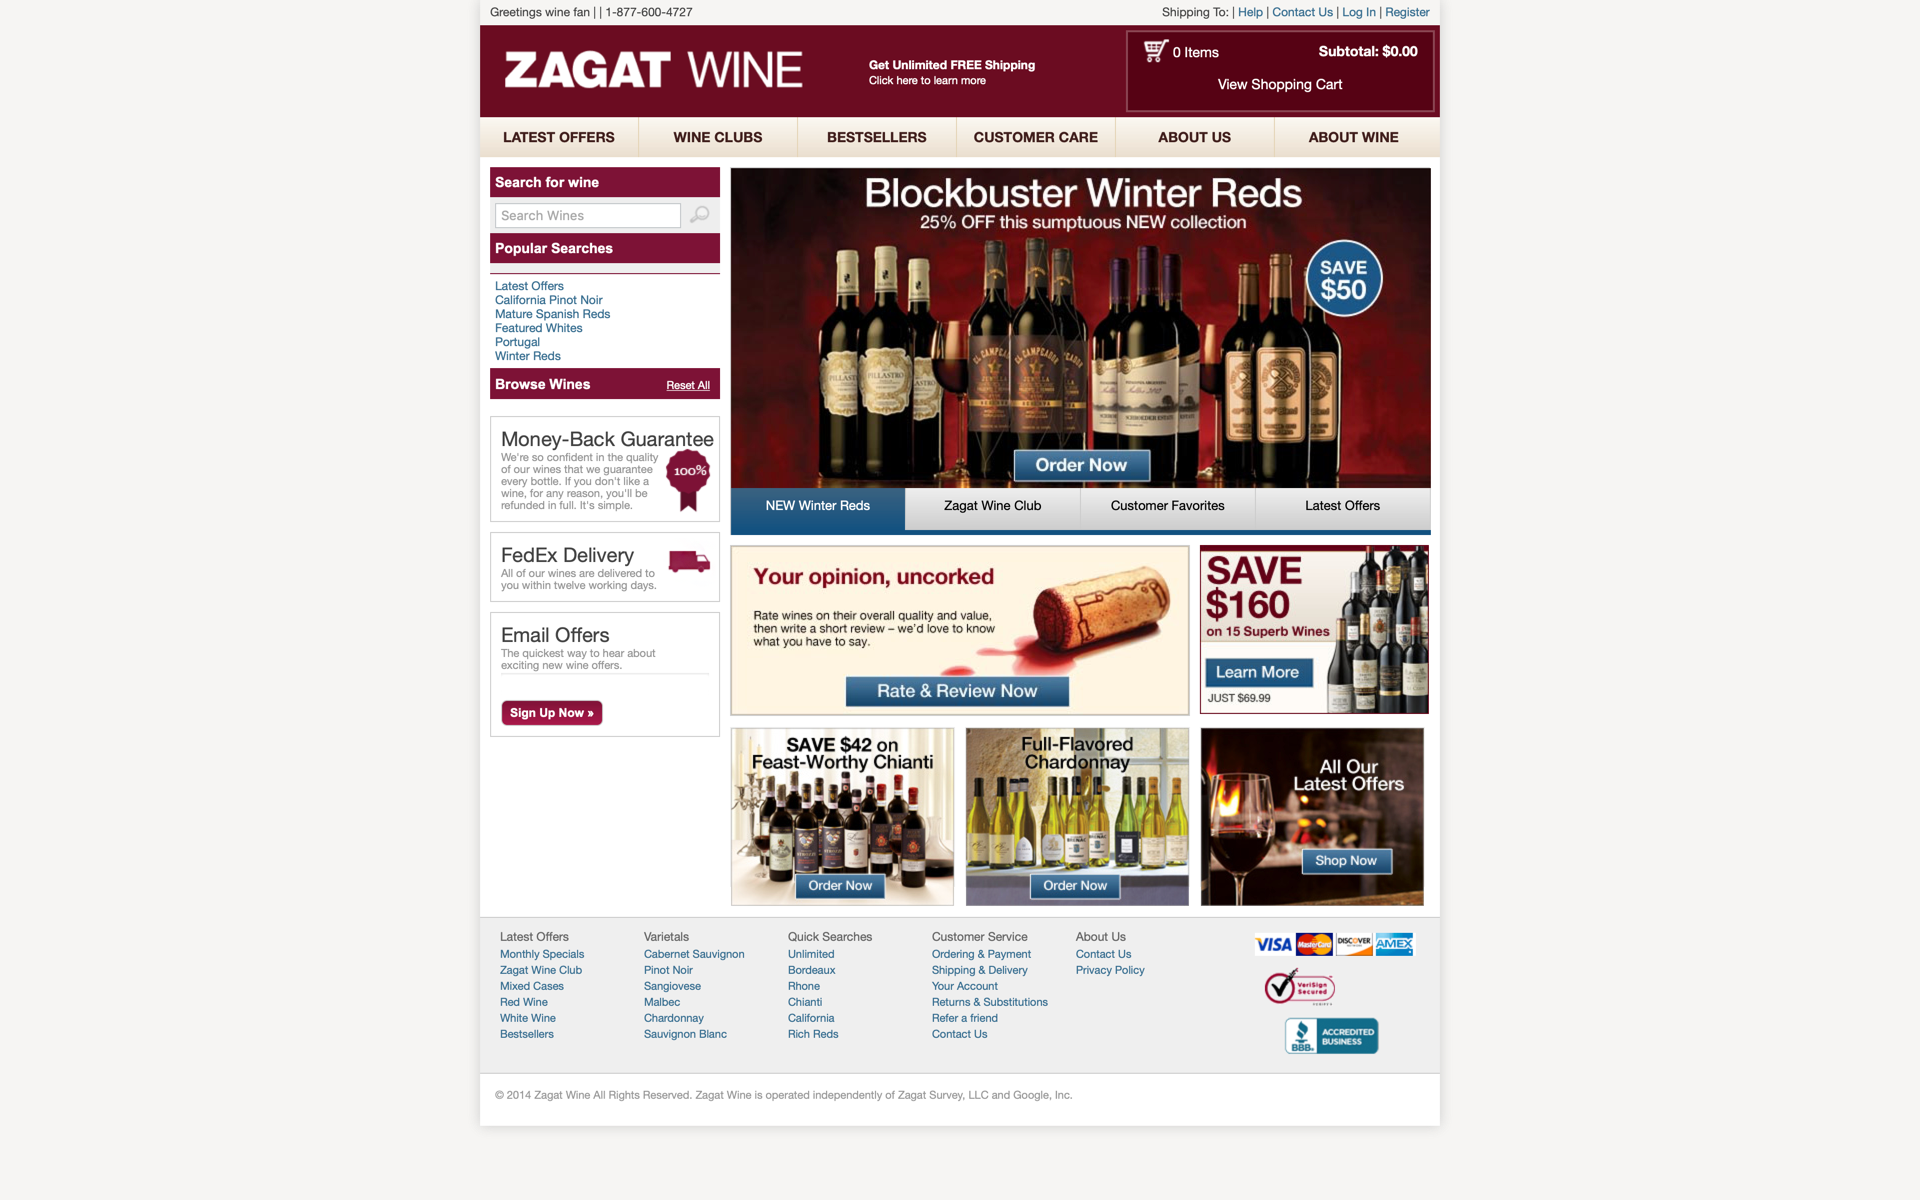 Greetings wine fan | | 1-877-600-4727
Shipping To: | Help | Contact Us | Log In | Register
ZAGAT WINE
Get Unlimited FREE Shipping
Click here to learn more
0 Items
Subtotal: $0.00
View Shopping Cart
LATEST OFFERS
WINE CLUBS
BESTSELLERS
CUSTOMER CARE
ABOUT US
ABOUT WINE
Search for wine
Search Wines
Popular Searches
Latest Offers
California Pinot Noir
Mature Spanish Reds
Featured Whites
Portugal
Winter Reds
Browse Wines
Reset All
Money-Back Guarantee
We're so confident in the quality
of our wines that we guarantee
every bottle. If you don't like a
wine, for any reason, you'll be
refunded in full. It's simple.
100%
FedEx Delivery
All of our wines are delivered to
you within twelve working days.
Email Offers
The quickest way to hear about
exciting new wine offers.
Sign Up Now »
Blockbuster Winter Reds
25% OFF this sumptuous NEW collection
SAVE
$50
PILLASTRO
PILLASTRO
PILLASTRO
EL CAMPEADOR
SCHROEDER ESTATE
Order Now
NEW Winter Reds
Zagat Wine Club
Customer Favorites
Latest Offers
Your opinion, uncorked
Rate wines on their overall quality and value,
then write a short review – we'd love to know
what you have to say.
Rate & Review Now
SAVE
$160
on 15 Superb Wines
Learn More
JUST $69.99
SAVE $42 on
Feast-Worthy Chianti
Order Now
Full-Flavored
Chardonnay
Order Now
All Our
Latest Offers
Shop Now
Latest Offers
Monthly Specials
Zagat Wine Club
Mixed Cases
Red Wine
White Wine
Bestsellers
Varietals
Cabernet Sauvignon
Pinot Noir
Sangiovese
Malbec
Chardonnay
Sauvignon Blanc
Quick Searches
Unlimited
Bordeaux
Rhone
Chianti
California
Rich Reds
Customer Service
Ordering & Payment
Shipping & Delivery
Your Account
Returns & Substitutions
Refer a friend
Contact Us
About Us
Contact Us
Privacy Policy
VISA
MasterCard
DISCOVER
AMEX
VeriSign
Secured
VERIFY
BBB.
ACCREDITED
BUSINESS
© 2014 Zagat Wine All Rights Reserved. Zagat Wine is operated independently of Zagat Survey, LLC and Google, Inc.